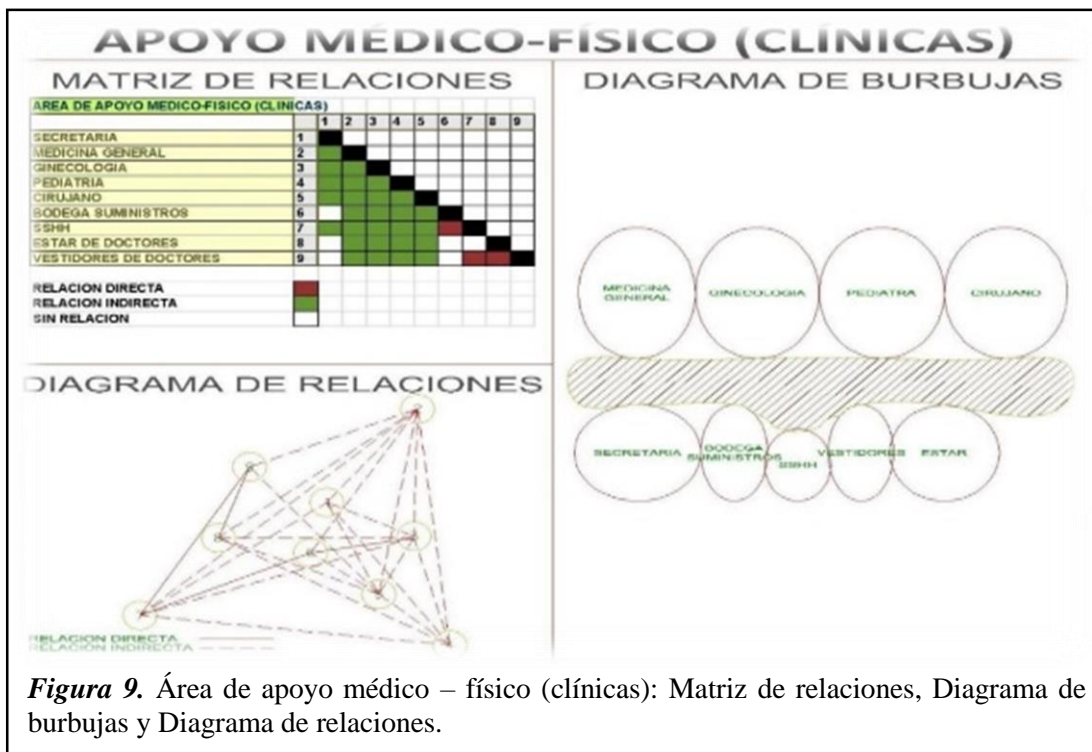 APOYO MÉDICO-FÍSICO (CLÍNICAS)
MATRIZ DE RELACIONES
AREA DE APOYO MEDICO-FISICO (CLINICAS)
1 2 3 4 5 6 7 8 9
SECRETARIA 1
MEDICINA GENERAL 2
GINECOLOGIA 3
PEDIATRIA 4
CIRUJANO 5
BODEGA SUMINISTROS 6
SSHH 7
ESTAR DE DOCTORES 8
VESTIDORES DE DOCTORES 9
RELACION DIRECTA
RELACION INDIRECTA
SIN RELACION
DIAGRAMA DE RELACIONES
RELACION DIRECTA
RELACION INDIRECTA
DIAGRAMA DE BURBUJAS
MEDICINA
GENERAL
GINECOLOGIA
PEDIATRA
CIRUJANO
SECRETARIA
BODEGA
SUMINISTROS
SSHH
VESTIDORES
ESTAR
Figura 9. Área de apoyo médico – físico (clínicas): Matriz de relaciones, Diagrama de
burbujas y Diagrama de relaciones.